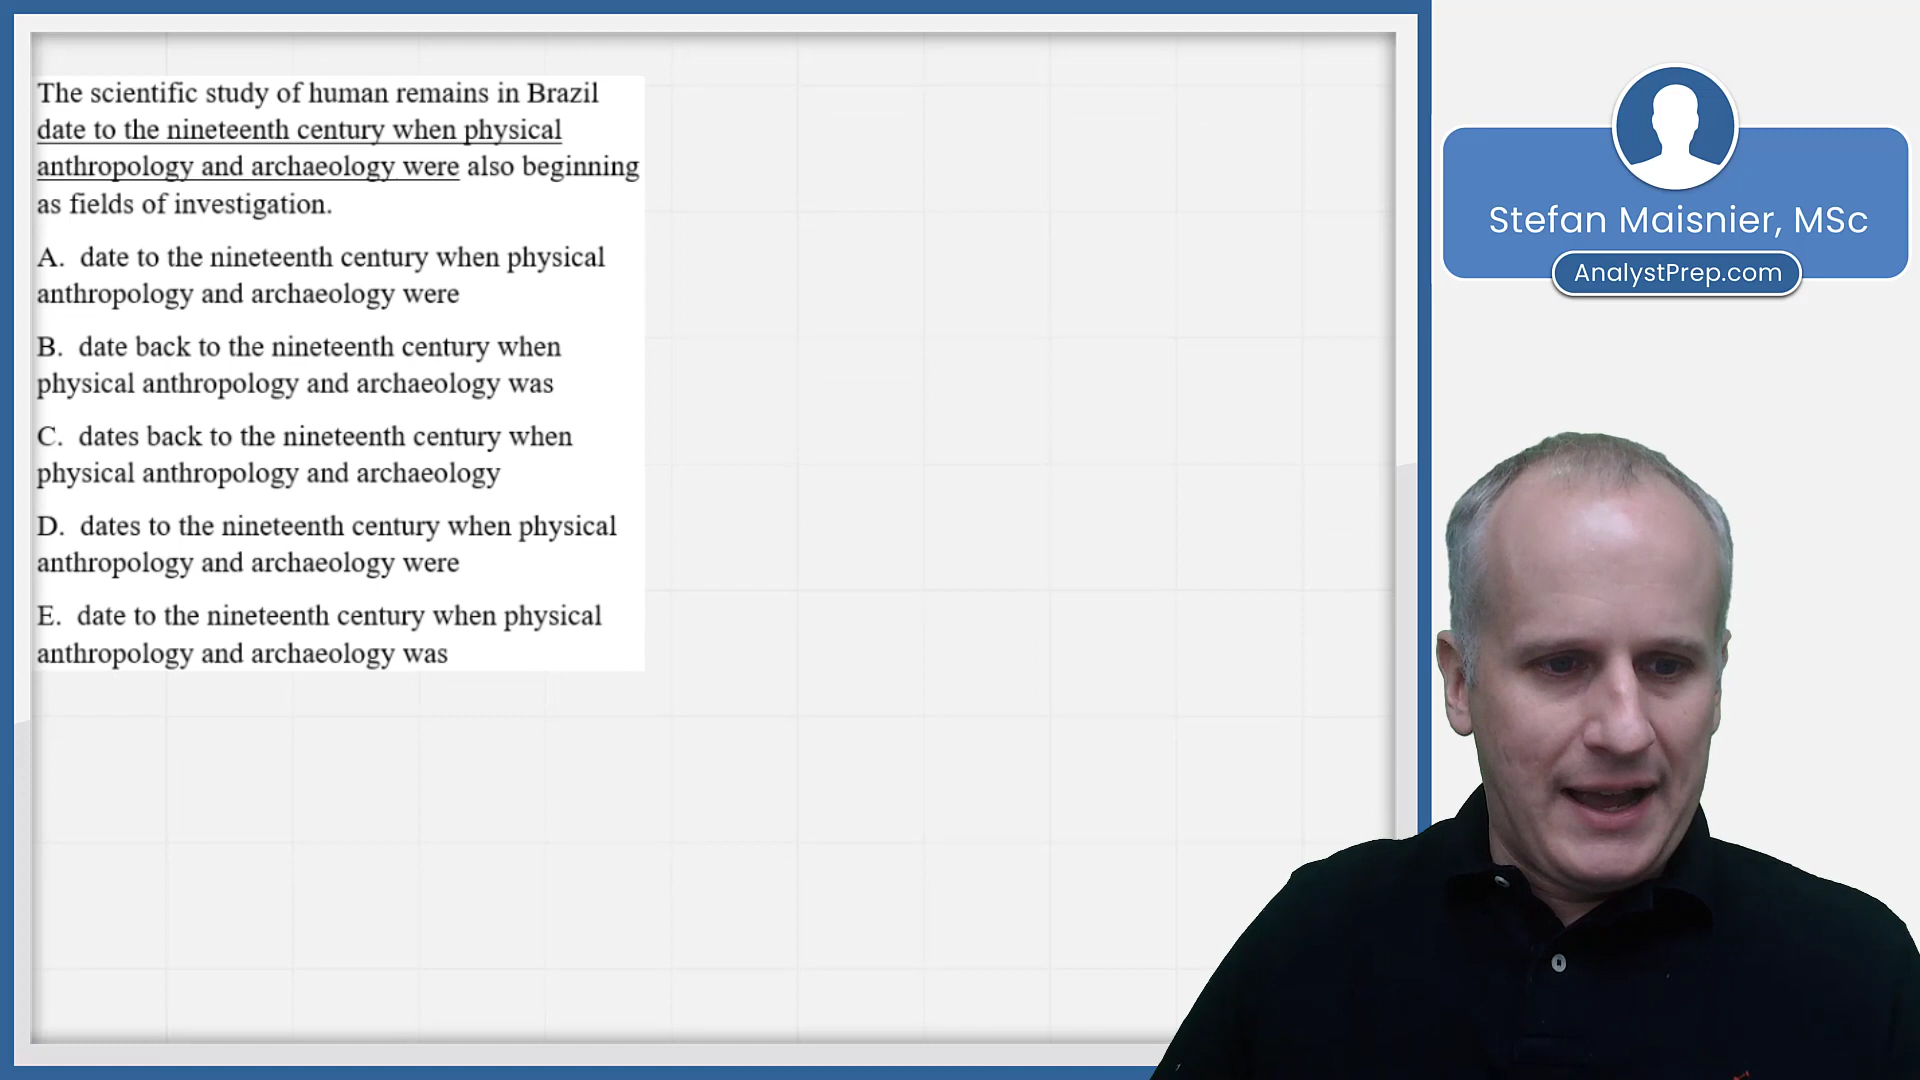 The scientific study of human remains in Brazil
date to the nineteenth century when physical
anthropology and archaeology were also beginning
as fields of investigation.
A. date to the nineteenth century when physical
anthropology and archaeology were
B. date back to the nineteenth century when
physical anthropology and archaeology was
C. dates back to the nineteenth century when
physical anthropology and archaeology
D. dates to the nineteenth century when physical
anthropology and archaeology were
E. date to the nineteenth century when physical
anthropology and archaeology was
Stefan Maisnier, MSc
AnalystPrep.com